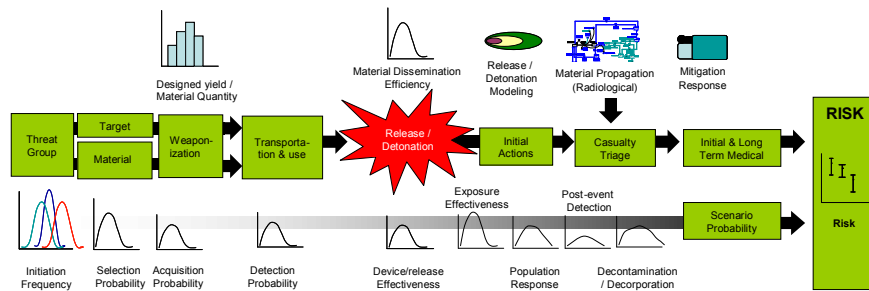 Designed yield /
Material Quantity
Material Dissemination
Efficiency
Release /
Detonation
Modeling
Material Propagation
(Radiological)
Mitigation
Response
Threat
Group
Target
Material
Weapon-
ization
Transporta-
tion & use
Release /
Detonation
Initial
Actions
Casualty
Triage
Initial & Long
Term Medical
RISK
Risk
Initiation
Frequency
Selection
Probability
Acquisition
Probability
Detection
Probability
Device/release
Effectiveness
Exposure
Effectiveness
Population
Response
Post-event
Detection
Decontamination
/ Decorporation
Scenario
Probability